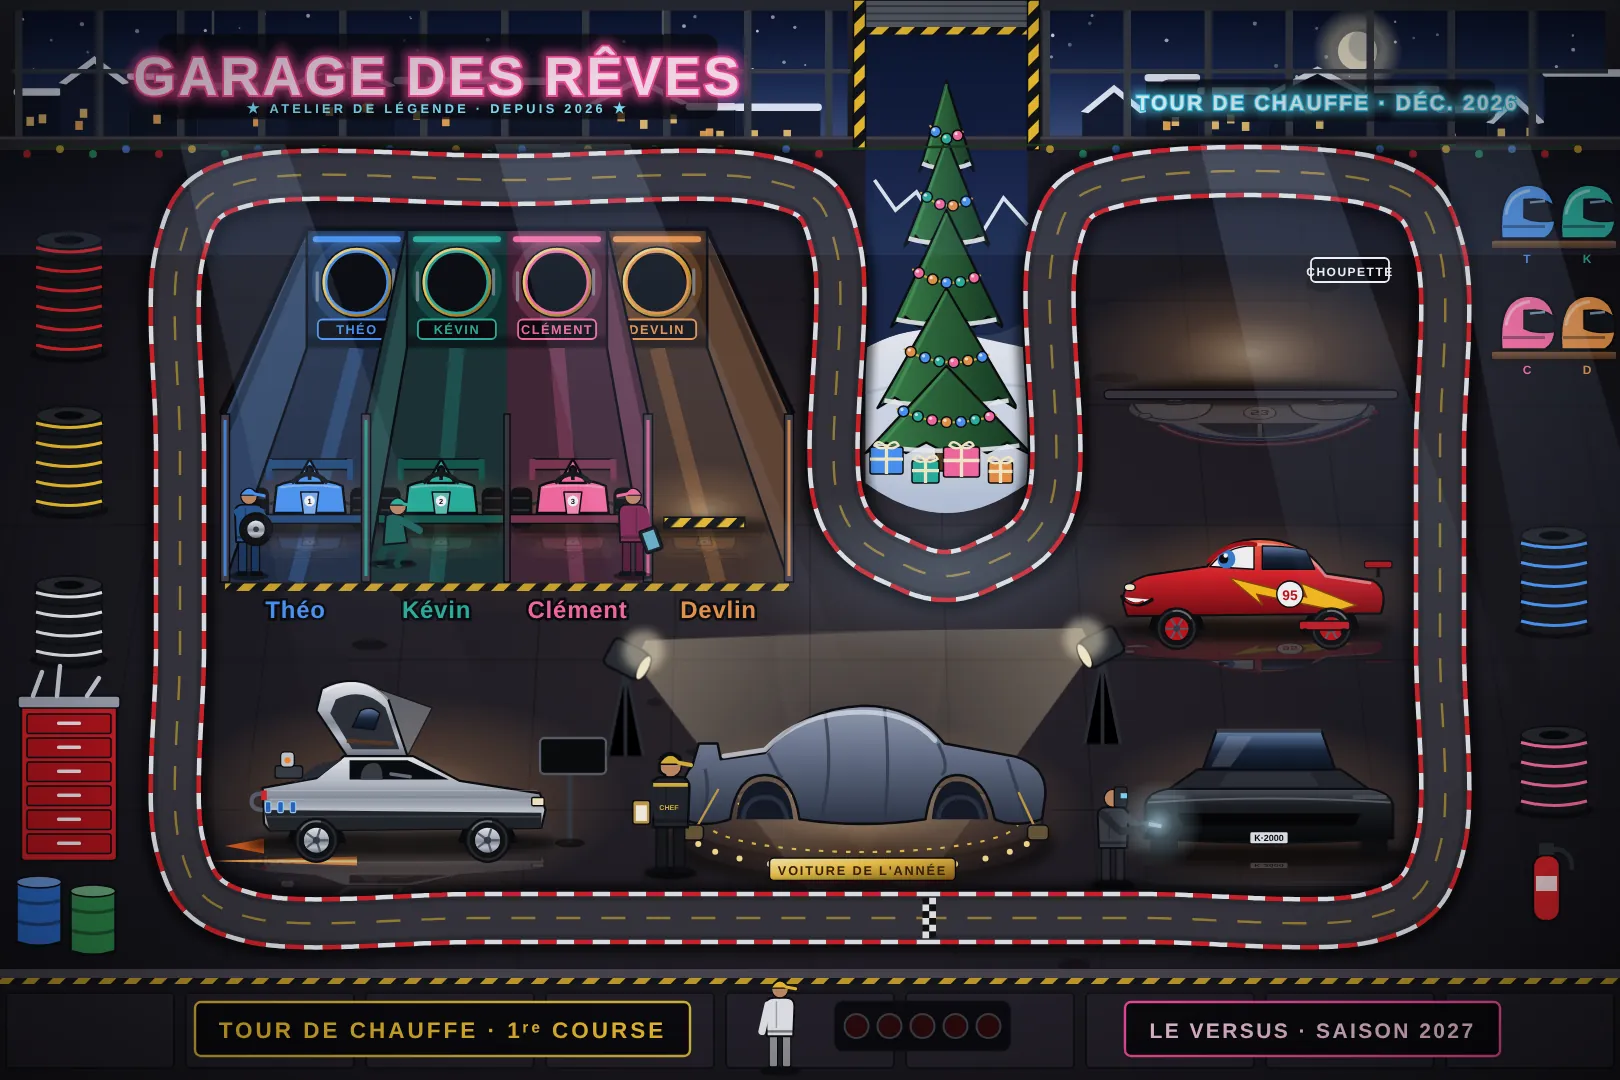 GARAGE DES RÊVES
★ ATELIER DE LÉGENDE · DEPUIS 2026 ★
TOUR DE CHAUFFE · DÉC. 2026
T
K
C
D
CHOUPETTE
THÉO
KÉVIN
CLÉMENT
DEVLIN
1
2
3
Théo
Kévin
Clément
Devlin
23
95
CHEF
K·2000
VOITURE DE L'ANNÉE
TOUR DE CHAUFFE · 1ʳᵉ COURSE
LE VERSUS · SAISON 2027